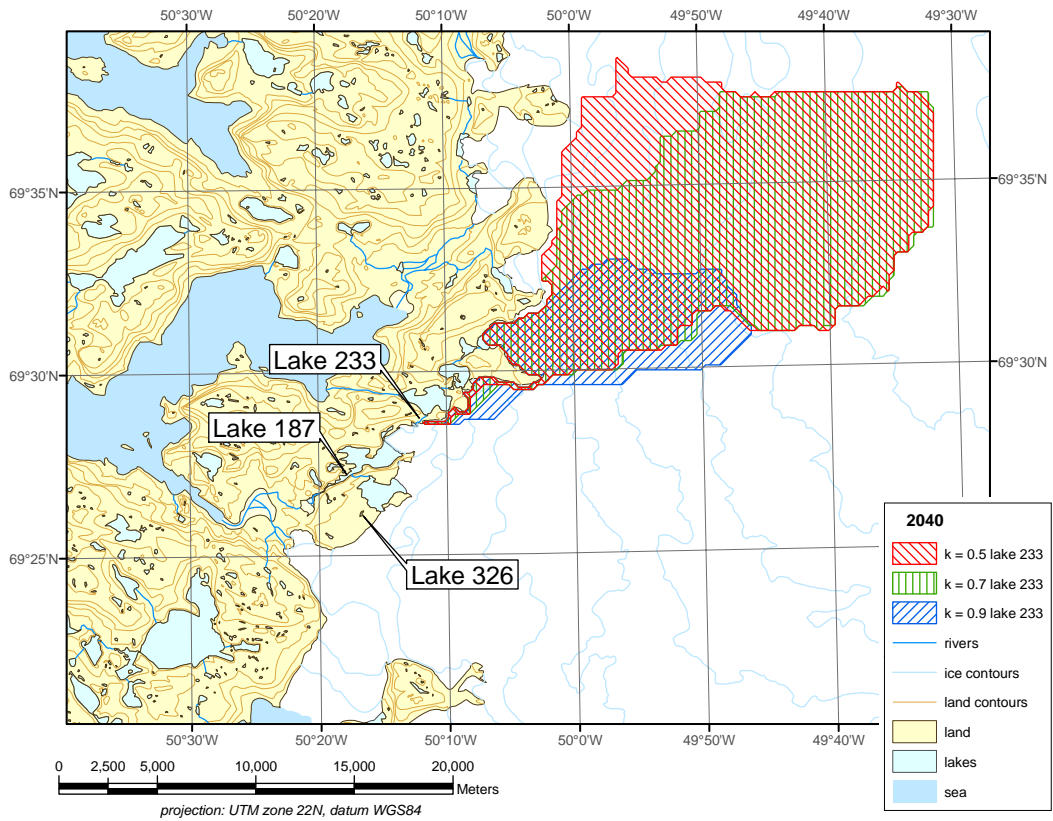 50°30'W 50°20'W 50°10'W 50°0'W 49°50'W 49°40'W 49°30'W
69°35'N 69°35'N
Lake 233
69°30'N 69°30'N
Lake 187
69°25'N
Lake 326
50°30'W 50°20'W 50°10'W 50°0'W 49°50'W 49°40'W
2040
k = 0.5 lake 233
k = 0.7 lake 233
k = 0.9 lake 233
rivers
ice contours
land contours
land
lakes
sea
0 2,500 5,000 10,000 15,000 20,000
Meters
projection: UTM zone 22N, datum WGS84